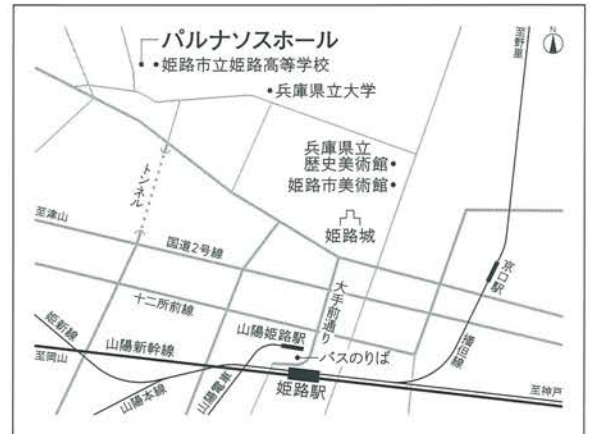 パルナソスホール
姫路市立姫路高等学校
兵庫県立大学
至野里
N
兵庫県立
歴史美術館
姫路市美術館
姫路城
トンネル
至津山
国道2号線
十二所前線
大手前通り
京口駅
播但線
姫新線
山陽新幹線
山陽姫路駅
バスのりば
至岡山
山陽本線
山陽電車
姫路駅
至神戸